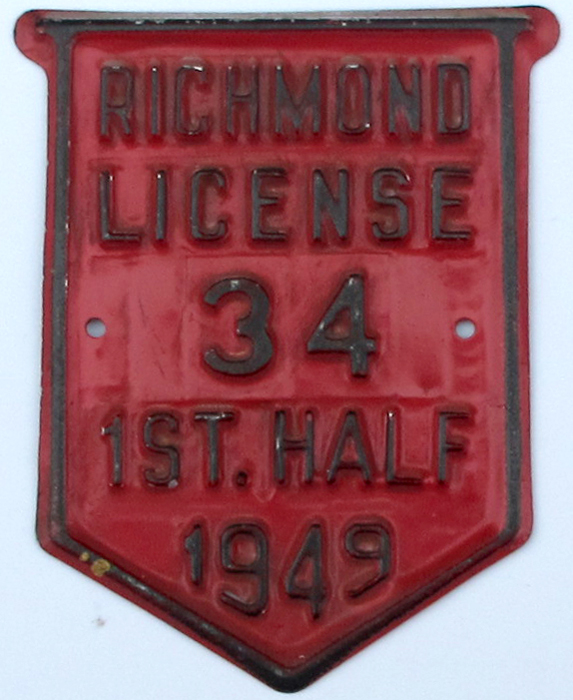 RICHMOND
LICENSE
34
1ST. HALF
1949